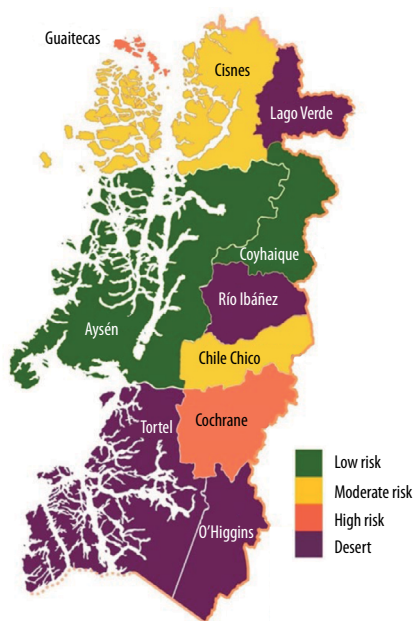 Guaitecas
Cisnes
Lago Verde
Coyhaique
Río Ibáñez
Aysén
Chile Chico
Tortel
Cochrane
O'Higgins
Low risk
Moderate risk
High risk
Desert